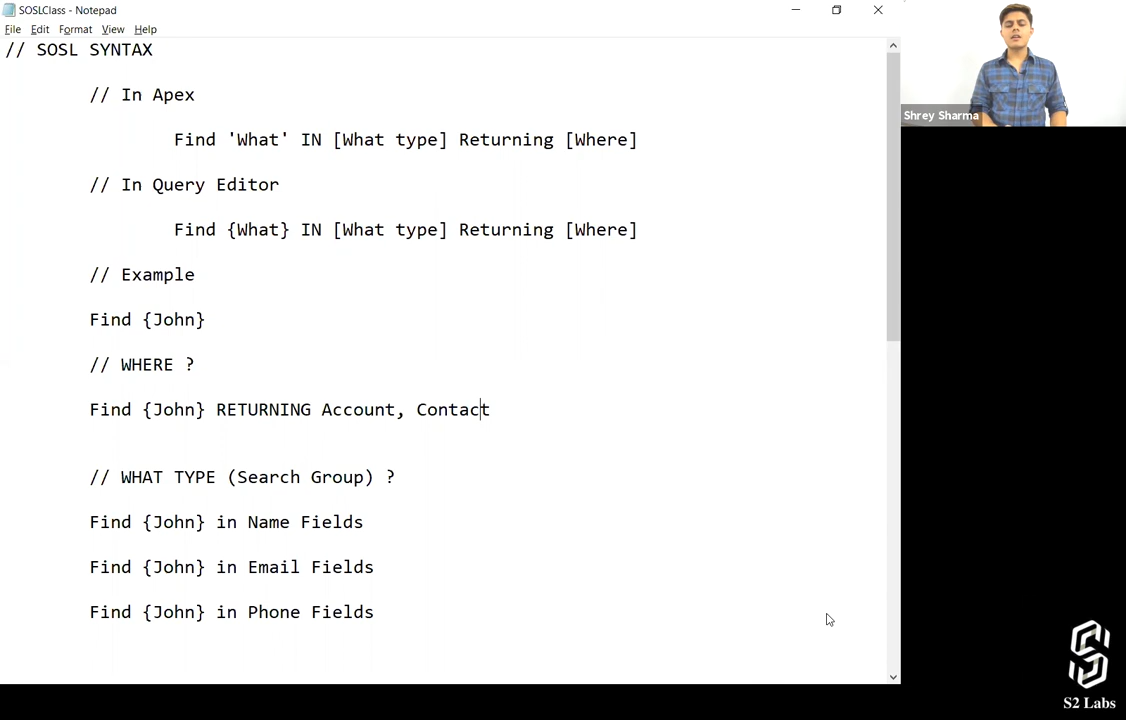 SOSLClass - Notepad
File Edit Format View Help
// SOSL SYNTAX
// In Apex
Find 'What' IN [What type] Returning [Where]
// In Query Editor
Find {What} IN [What type] Returning [Where]
// Example
Find {John}
// WHERE ?
Find {John} RETURNING Account, Contact
// WHAT TYPE (Search Group) ?
Find {John} in Name Fields
Find {John} in Email Fields
Find {John} in Phone Fields
Shrey Sharma
S2 Labs